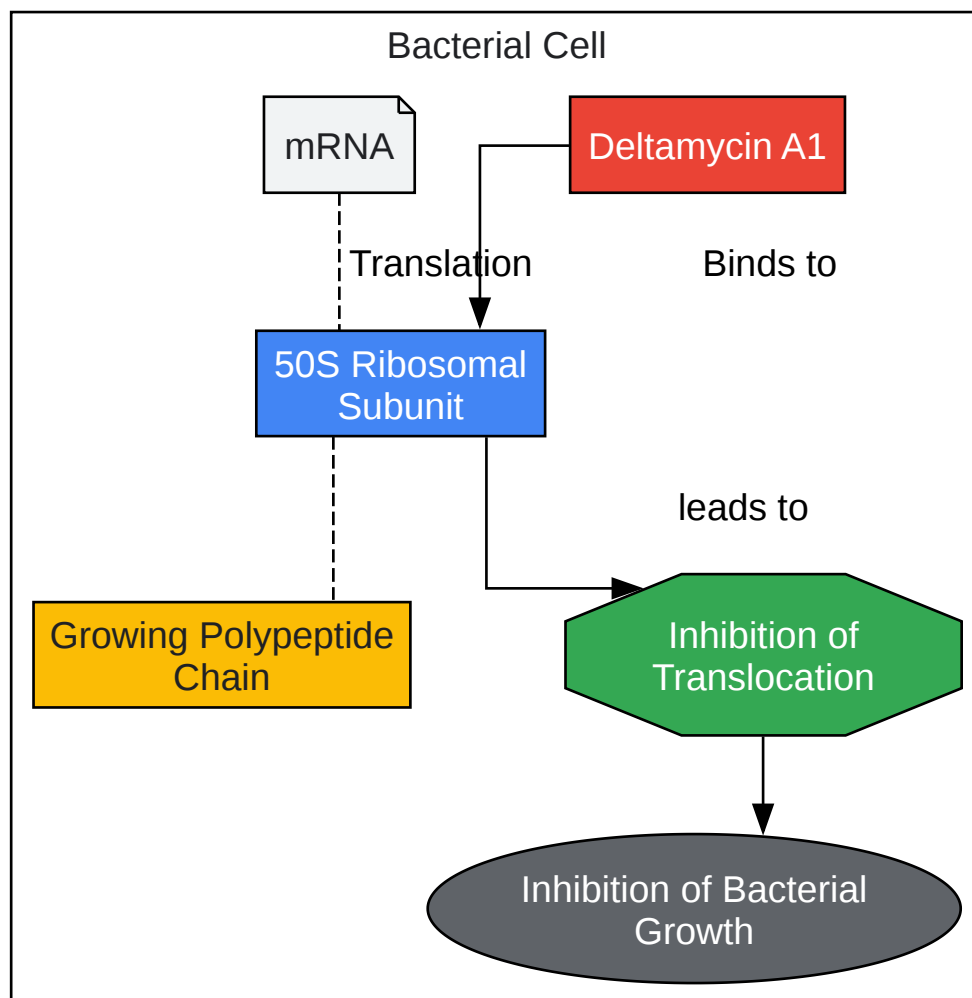 Bacterial Cell
mRNA
Deltamycin A1
Translation
Binds to
50S Ribosomal
Subunit
leads to
Growing Polypeptide
Chain
Inhibition of
Translocation
Inhibition of Bacterial
Growth